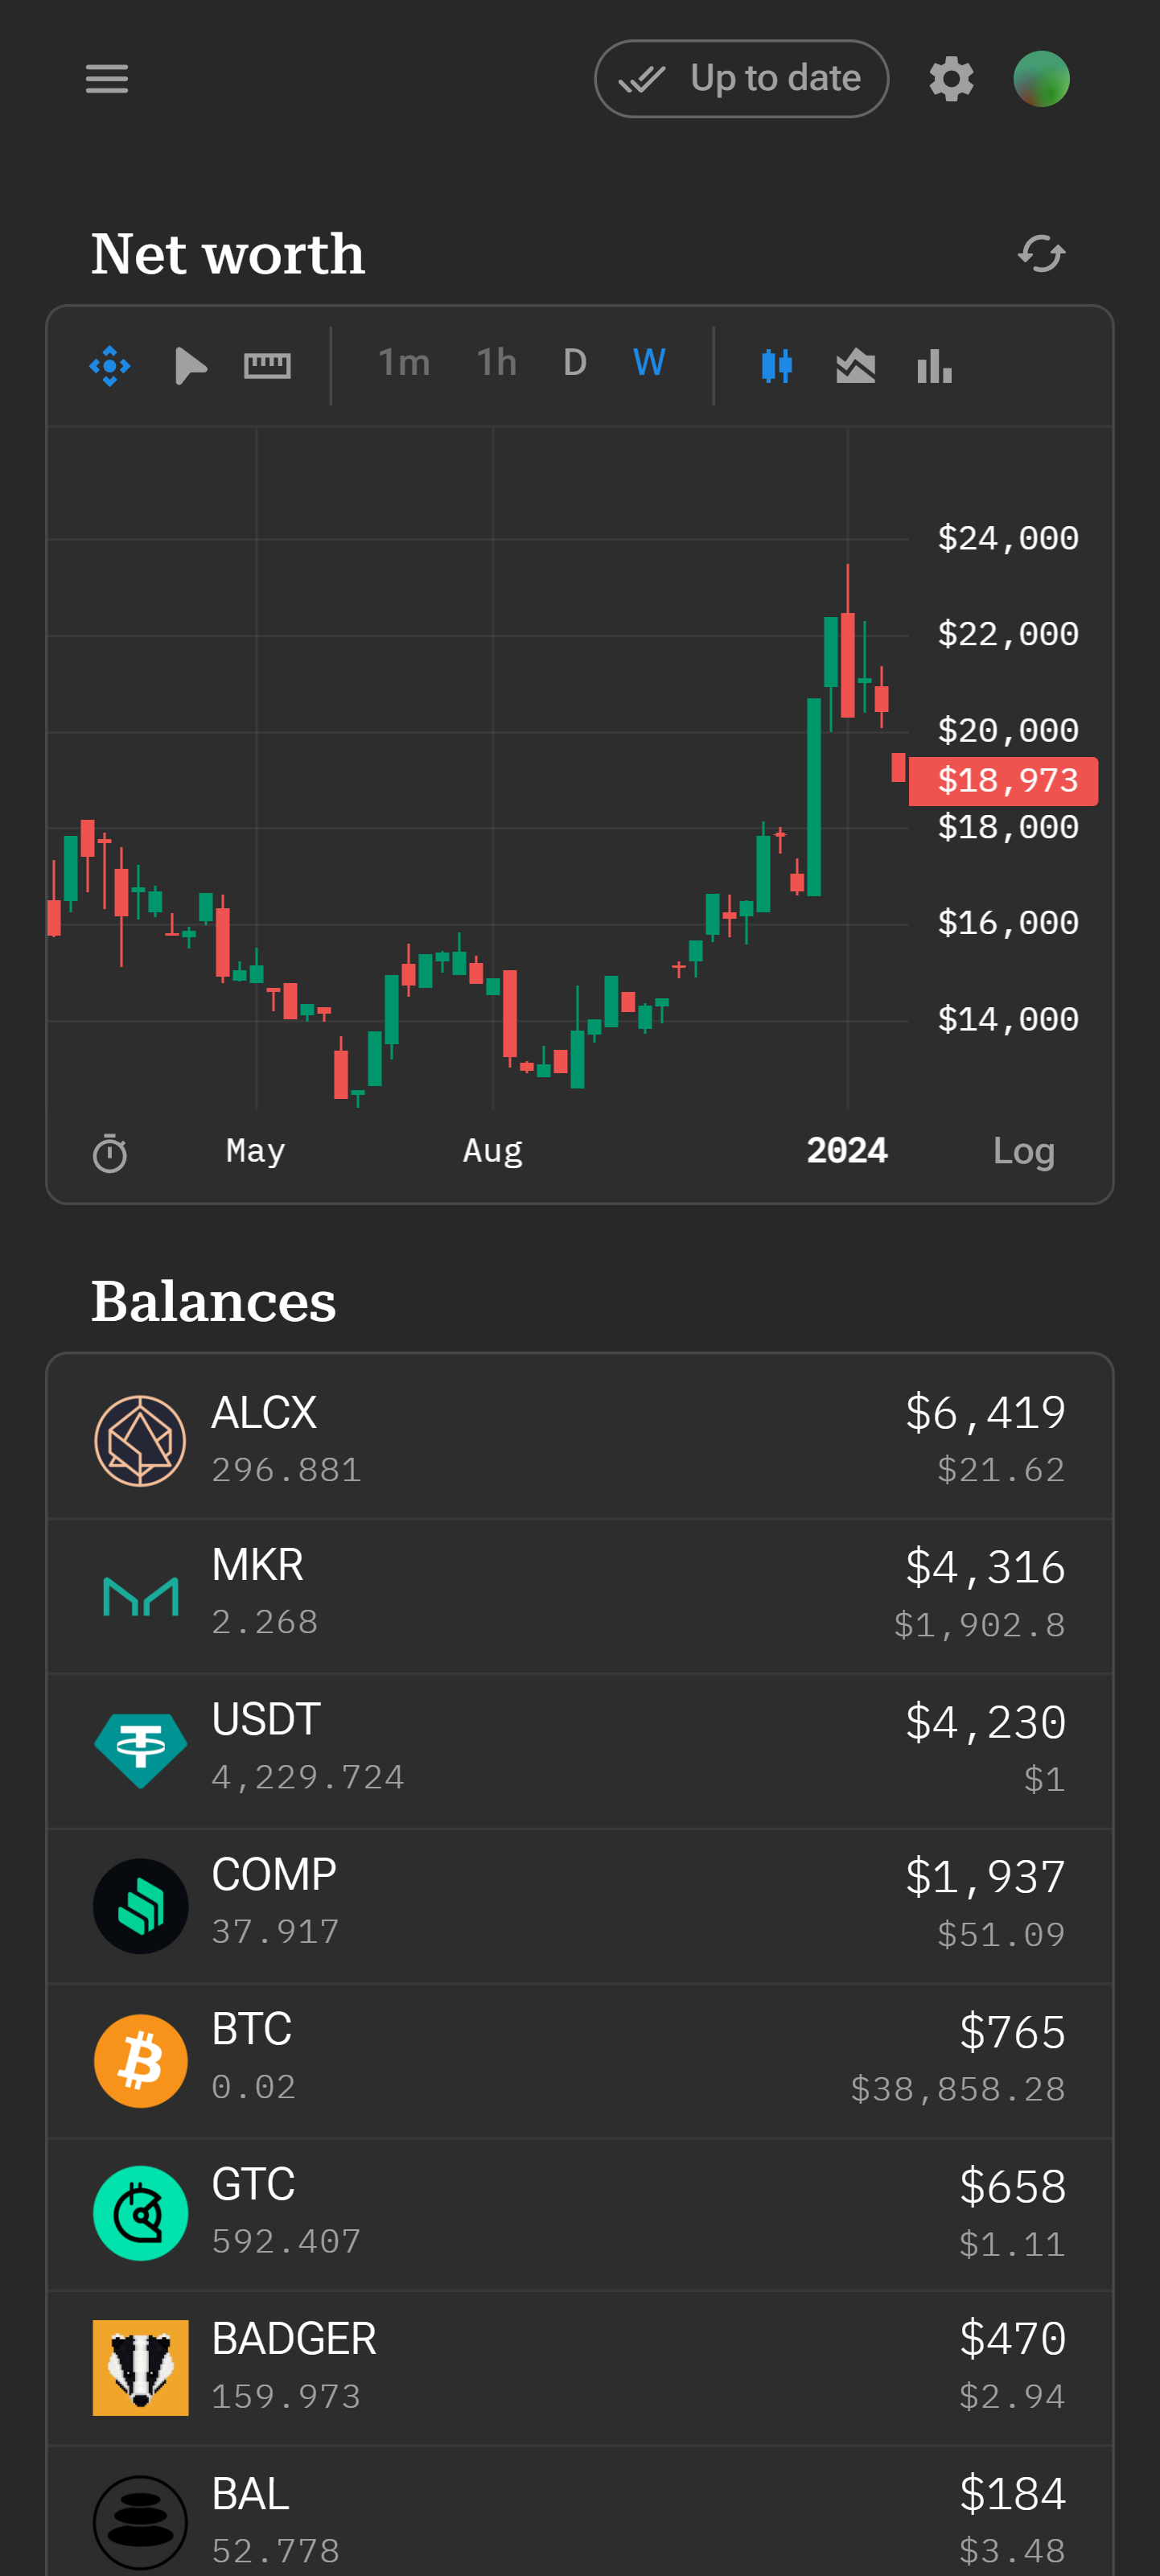 Up to date
Net worth
1m 1h D W
$24,000
$22,000
$20,000
$18,973
$18,000
$16,000
$14,000
May Aug 2024 Log
Balances
ALCX $6,419
296.881 $21.62
MKR $4,316
2.268 $1,902.8
USDT $4,230
4,229.724 $1
COMP $1,937
37.917 $51.09
BTC $765
0.02 $38,858.28
GTC $658
592.407 $1.11
BADGER $470
159.973 $2.94
BAL $184
52.778 $3.48